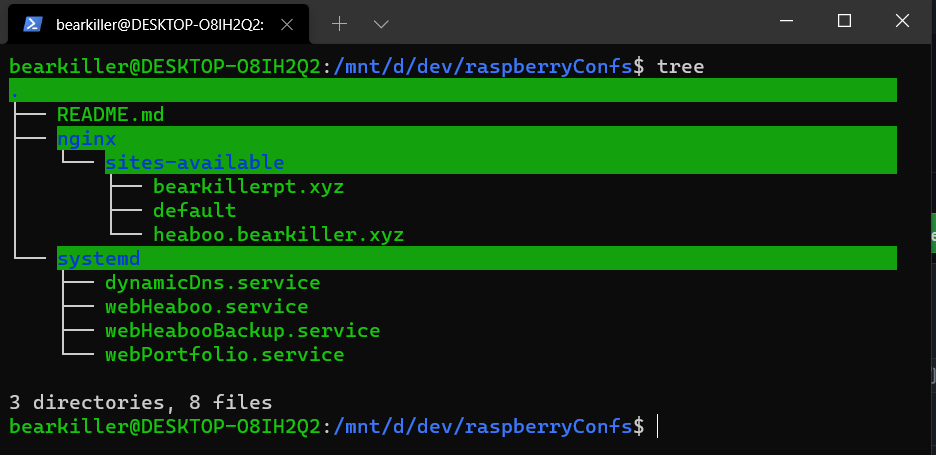 bearkiller@DESKTOP-O8IH2Q2:
bearkiller@DESKTOP-O8IH2Q2:/mnt/d/dev/raspberryConfs$ tree
.
├── README.md
├── nginx
│   └── sites-available
│       ├── bearkillerpt.xyz
│       ├── default
│       └── heaboo.bearkiller.xyz
└── systemd
    ├── dynamicDns.service
    ├── webHeaboo.service
    ├── webHeabooBackup.service
    └── webPortfolio.service
3 directories, 8 files
bearkiller@DESKTOP-O8IH2Q2:/mnt/d/dev/raspberryConfs$